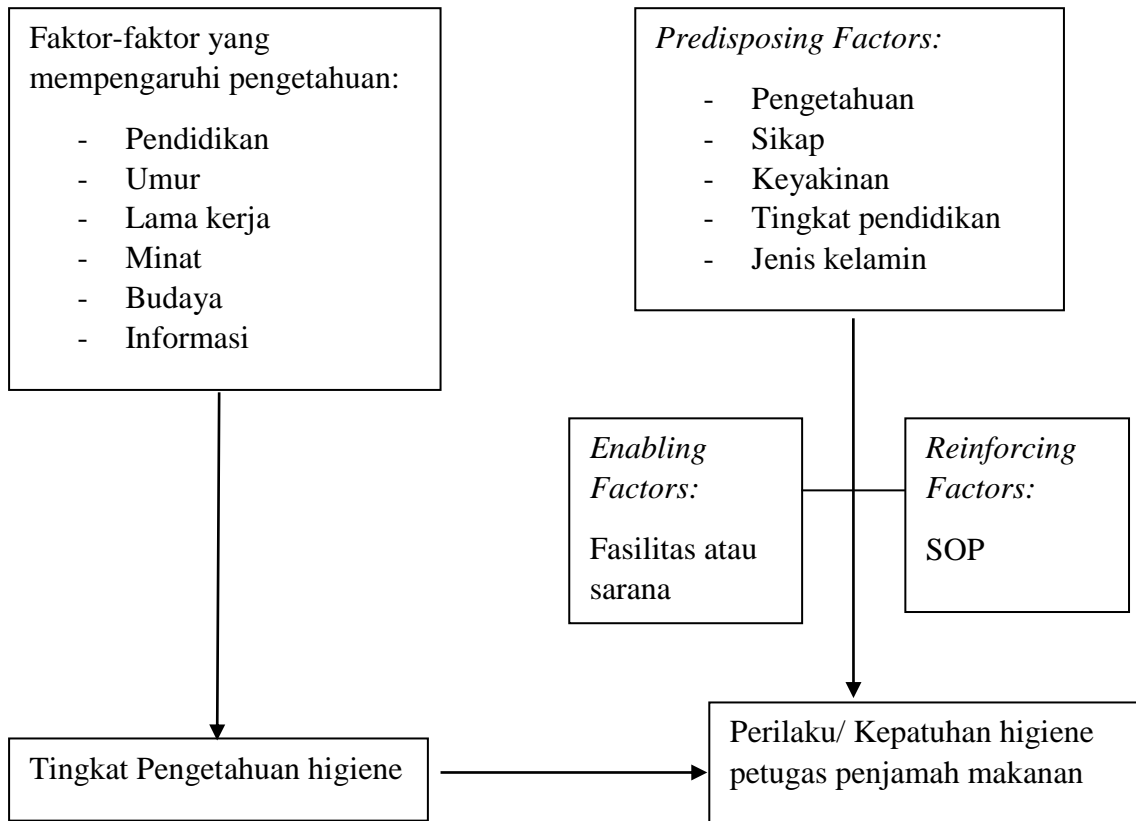 Faktor-faktor yang
mempengaruhi pengetahuan:
- Pendidikan
- Umur
- Lama kerja
- Minat
- Budaya
- Informasi
Predisposing Factors:
- Pengetahuan
- Sikap
- Keyakinan
- Tingkat pendidikan
- Jenis kelamin
Enabling
Factors:
Fasilitas atau
sarana
Reinforcing
Factors:
SOP
Tingkat Pengetahuan higiene
Perilaku/ Kepatuhan higiene
petugas penjamah makanan